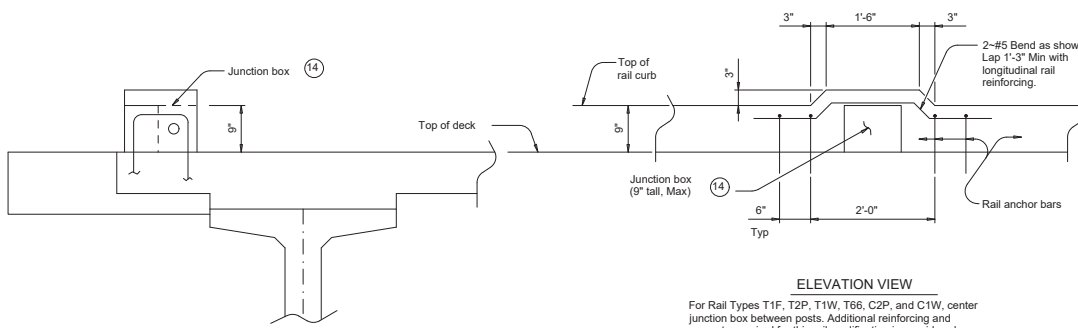 3"
1'-6"
3"
2~#5 Bend as show
Lap 1'-3" Min with
longitudinal rail
reinforcing.
Junction box
14
Top of
rail curb
3"
9"
Top of deck
9"
Junction box
(9" tall, Max)
14
Rail anchor bars
6"
Typ
2'-0"
ELEVATION VIEW
For Rail Types T1F, T2P, T1W, T66, C2P, and C1W, center
junction box between posts. Additional reinforcing and